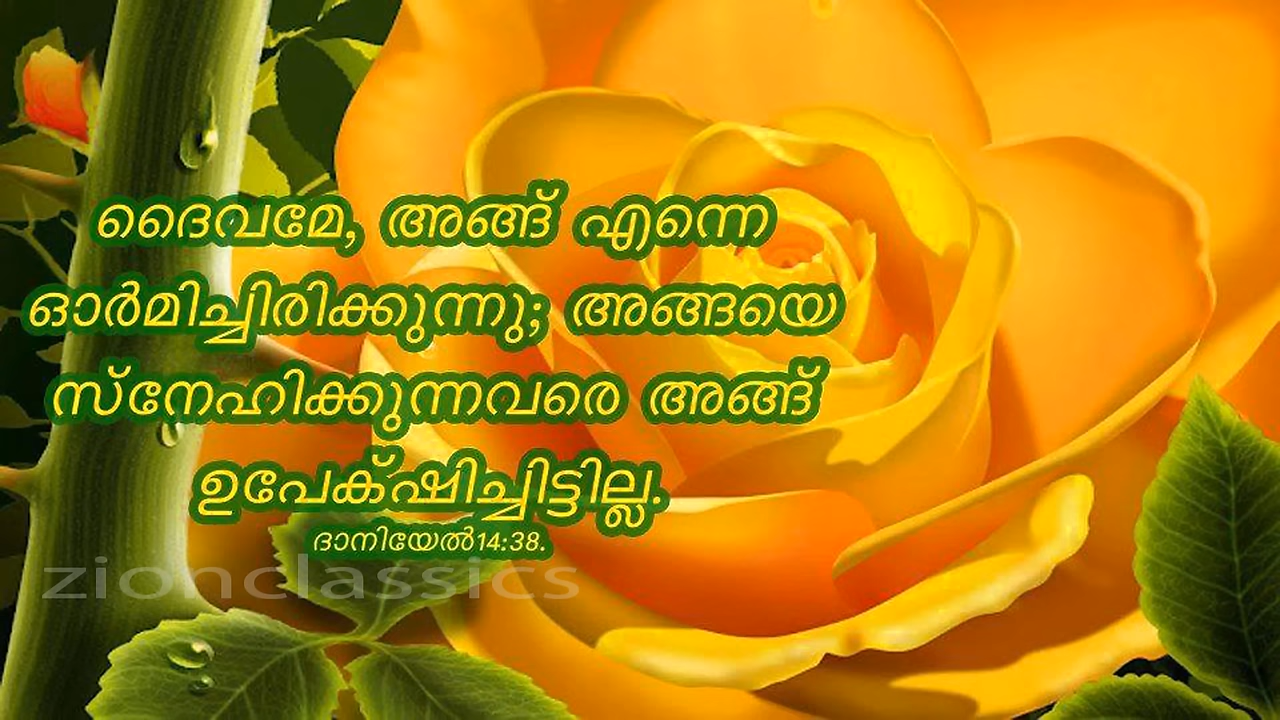 ദൈവമേ, അങ്ങ് എന്നെ
ഓർമിച്ചിരിക്കുന്നു; അങ്ങയെ
സ്നേഹിക്കുന്നവരെ അങ്ങ്
ഉപേക്ഷിച്ചിട്ടില്ല.
ദാനിയേൽ14:38.
zionclassics